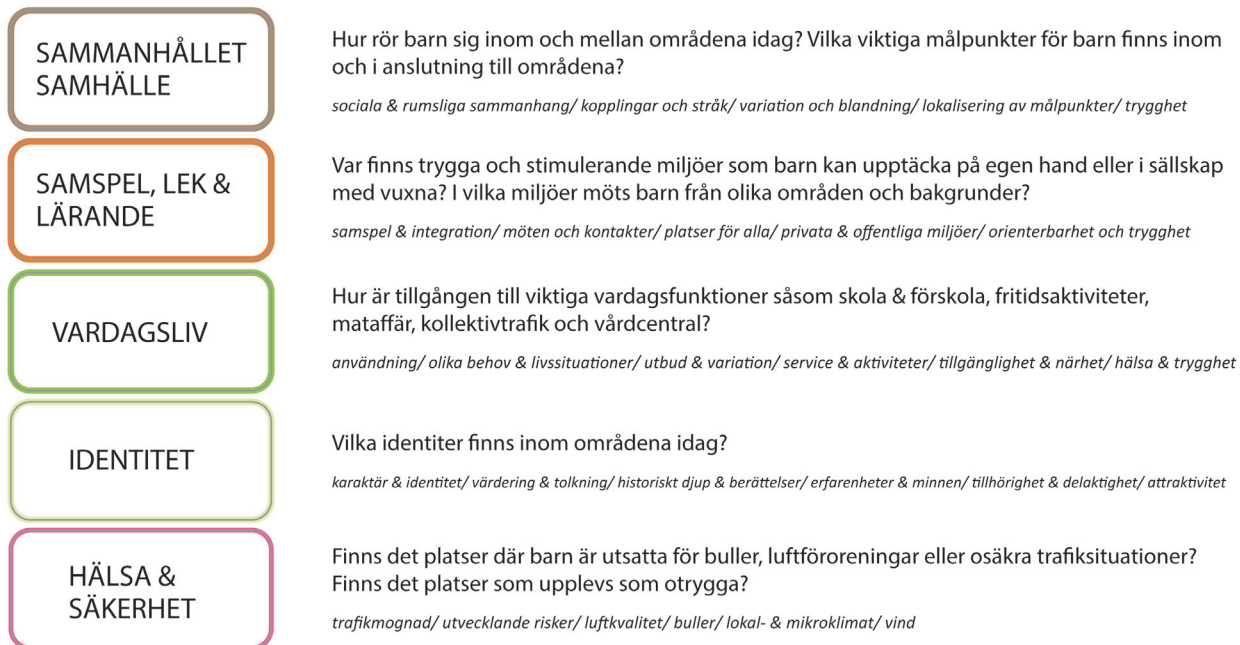 SAMMANHÅLLET
SAMHÄLLE
Hur rör barn sig inom och mellan områdena idag? Vilka viktiga målpunkter för barn finns inom
och i anslutning till områdena?
sociala & rumsliga sammanhang/ kopplingar och stråk/ variation och blandning/ lokalisering av målpunkter/ trygghet
SAMSPEL, LEK &
LÄRANDE
Var finns trygga och stimulerande miljöer som barn kan upptäcka på egen hand eller i sällskap
med vuxna? I vilka miljöer möts barn från olika områden och bakgrunder?
samspel & integration/ möten och kontakter/ platser för alla/ privata & offentliga miljöer/ orienterbarhet och trygghet
VARDAGSLIV
Hur är tillgången till viktiga vardagsfunktioner såsom skola & förskola, fritidsaktiviteter,
mataffär, kollektivtrafik och vårdcentral?
användning/ olika behov & livssituationer/ utbud & variation/ service & aktiviteter/ tillgänglighet & närhet/ hälsa & trygghet
IDENTITET
Vilka identiter finns inom områdena idag?
karaktär & identitet/ värdering & tolkning/ historiskt djup & berättelser/ erfarenheter & minnen/ tillhörighet & delaktighet/ attraktivitet
HÄLSA &
SÄKERHET
Finns det platser där barn är utsatta för buller, luftföroreningar eller osäkra trafiksituationer?
Finns det platser som upplevs som otrygga?
trafikmognad/ utvecklande risker/ luftkvalitet/ buller/ lokal- & mikroklimat/ vind